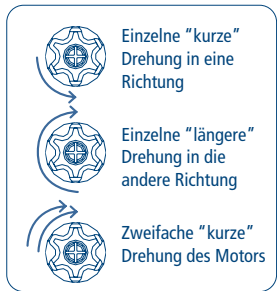 Einzelne “kurze”
Drehung in eine
Richtung
Einzelne “längere”
Drehung in die
andere Richtung
Zweifache “kurze”
Drehung des Motors